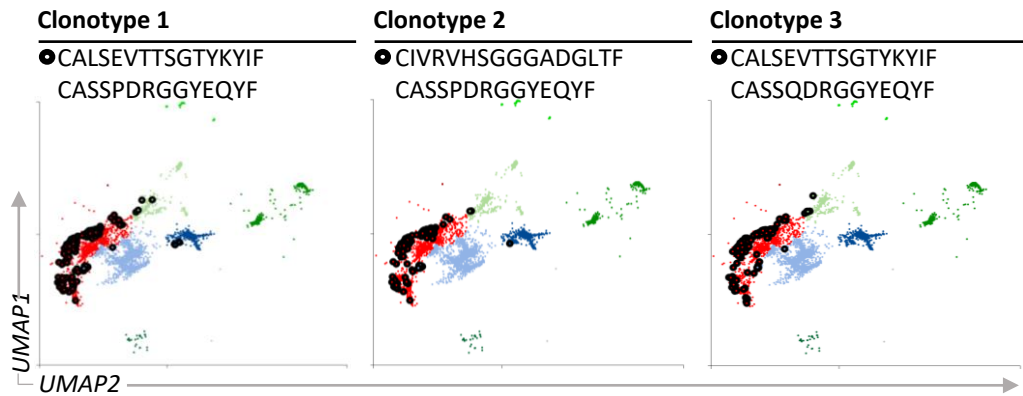 Clonotype 1
CALSEVTTSGTYKYIF
CASSPDRGGYEQYF
Clonotype 2
CIVRVHSGGGADGLTF
CASSPDRGGYEQYF
Clonotype 3
CALSEVTTSGTYKYIF
CASSQDRGGYEQYF
UMAP1
UMAP2